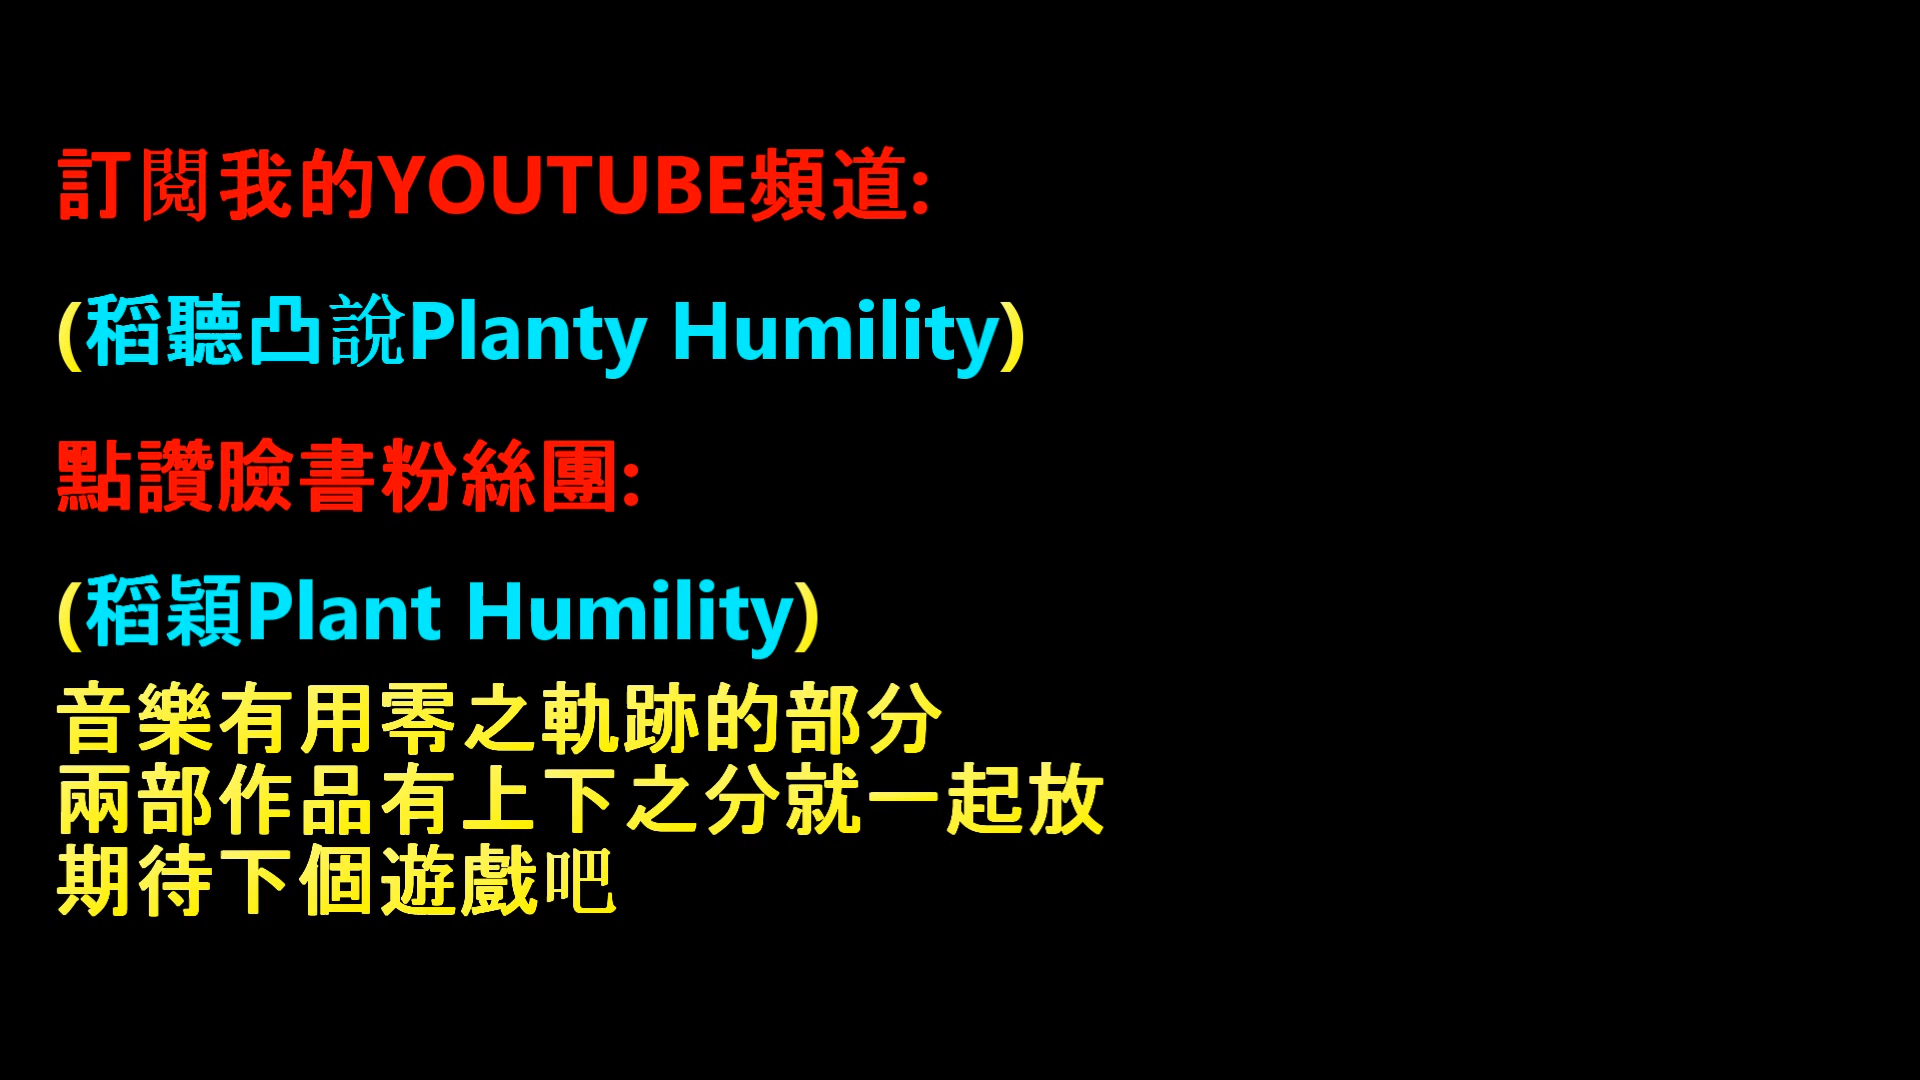 訂閱我的YOUTUBE頻道:
(稻聽凸說Planty Humility)
點讚臉書粉絲團:
(稻穎Plant Humility)
音樂有用零之軌跡的部分
兩部作品有上下之分就一起放
期待下個遊戲吧